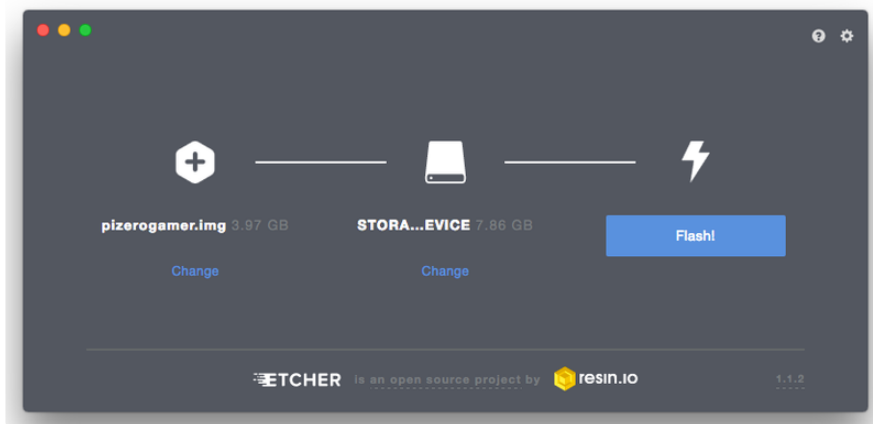 pizerogamer.img 3.97 GB
STORA...EVICE 7.86 GB
Flash!
Change
Change
ETCHER is an open source project by resin.io
1.1.2